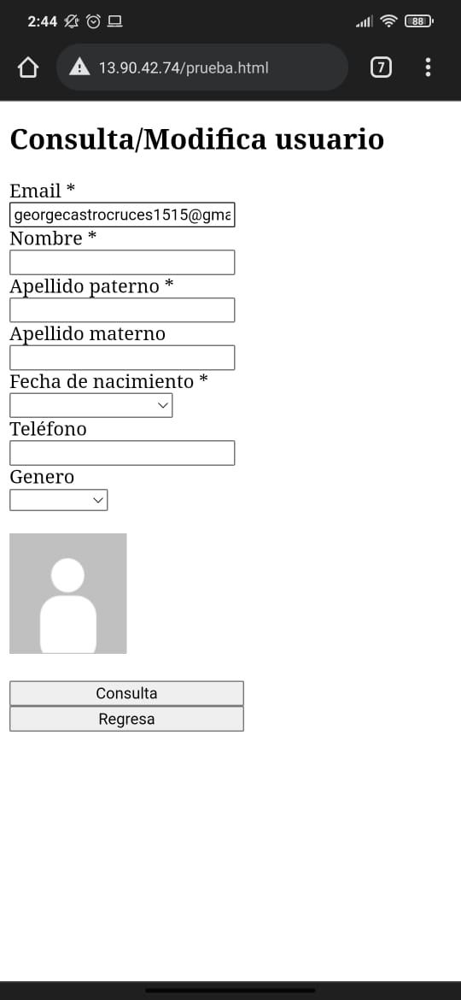 2:44
88
13.90.42.74/prueba.html
7
Consulta/Modifica usuario
Email *
georgecastrocruces1515@gma
Nombre *
Apellido paterno *
Apellido materno
Fecha de nacimiento *
Teléfono
Genero
Consulta
Regresa